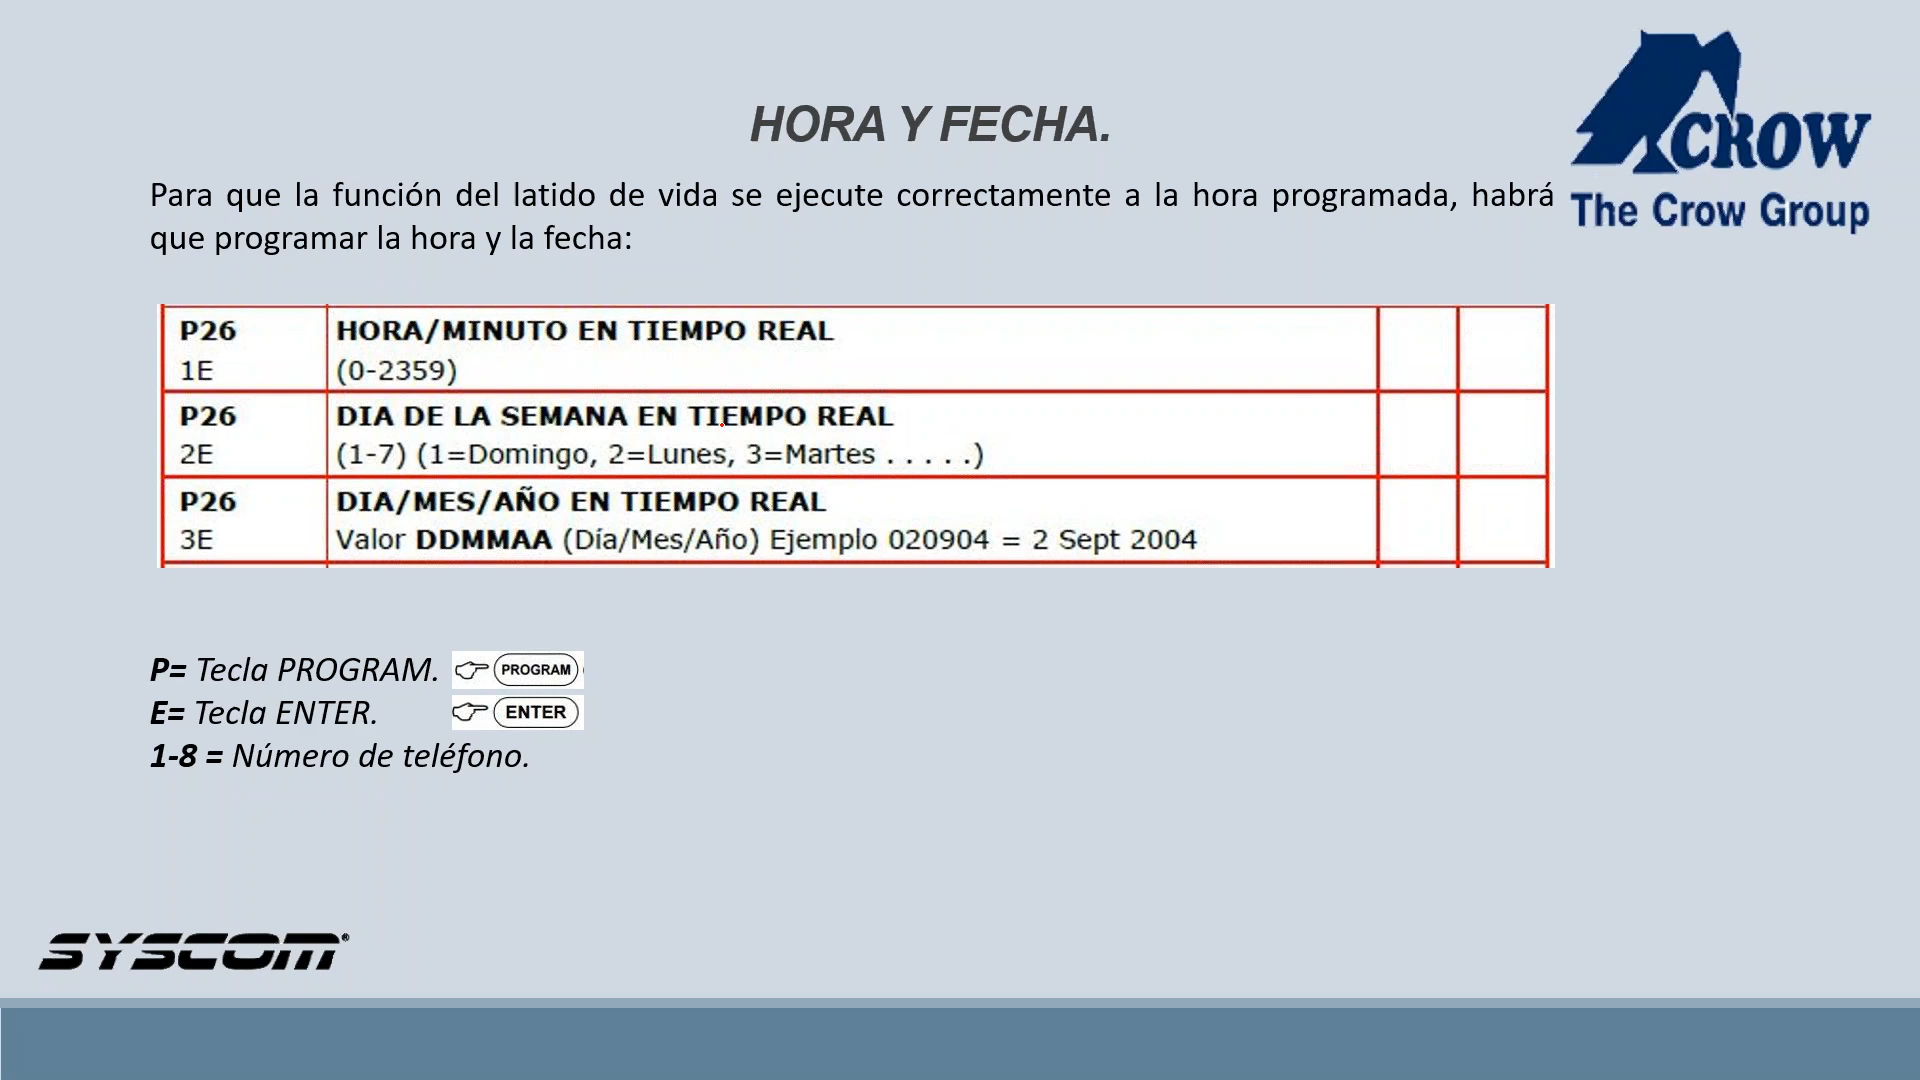 HORA Y FECHA.
CROW
The Crow Group
Para que la función del latido de vida se ejecute correctamente a la hora programada, habrá
que programar la hora y la fecha:
P26 HORA/MINUTO EN TIEMPO REAL
1E (0-2359)
P26 DIA DE LA SEMANA EN TIEMPO REAL
2E (1-7) (1=Domingo, 2=Lunes, 3=Martes . . . . .)
P26 DIA/MES/AÑO EN TIEMPO REAL
3E Valor DDMMAA (Día/Mes/Año) Ejemplo 020904 = 2 Sept 2004
P= Tecla PROGRAM. PROGRAM
E= Tecla ENTER. ENTER
1-8 = Número de teléfono.
SYSCOM®